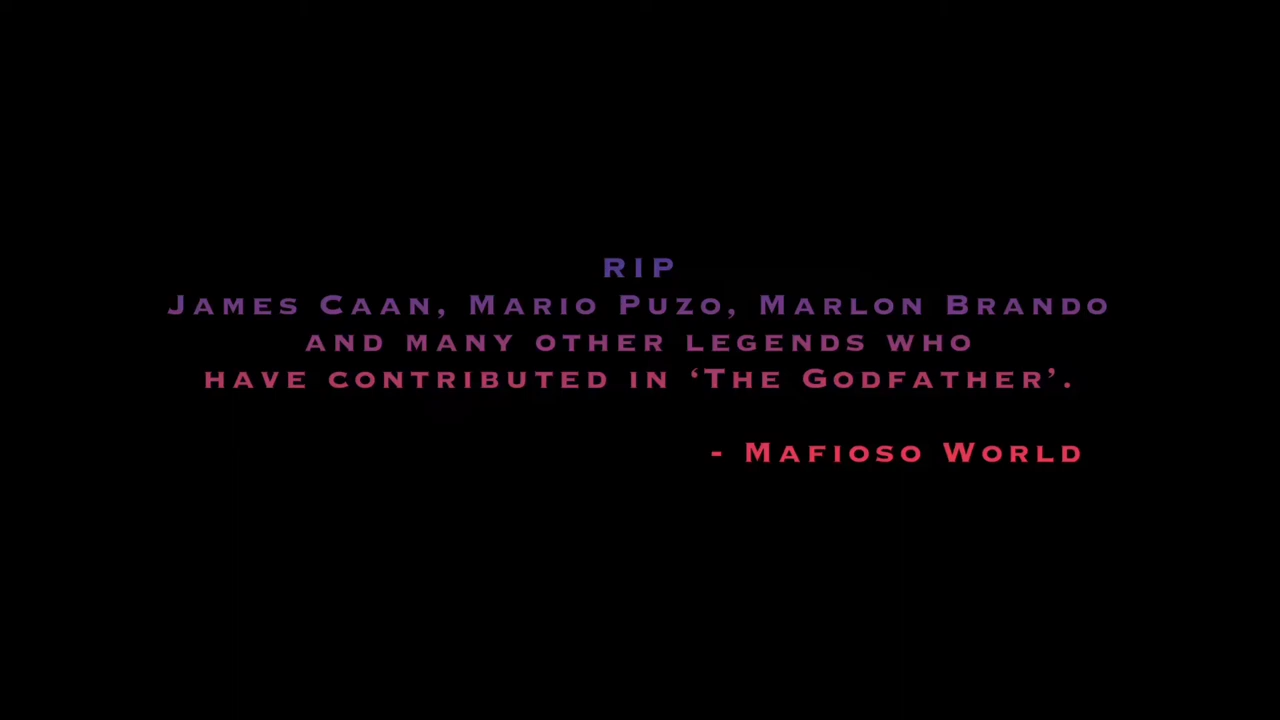 RIP
James Caan, Mario Puzo, Marlon Brando
and many other legends who
have contributed in ‘The Godfather’.
- Mafioso World